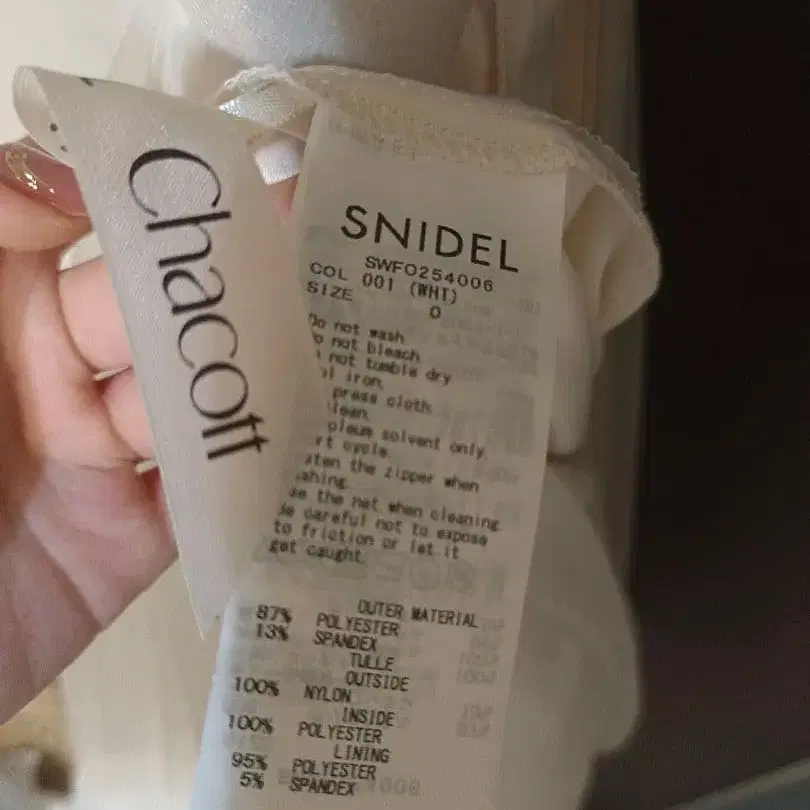 Chacott
SNIDEL
SWFO254006
COL 001 (WHT)
SIZE 0
Do not wash
not bleach
not tumble dry
iron.
press cloth.
solvent only.
cycle.
the zipper when
the net when cleaning.
careful not to expose
to friction or let it
get caught.
OUTER MATERIAL
87% POLYESTER
13% SPANDEX
TULLE
OUTSIDE
100% NYLON
INSIDE
100% POLYESTER
LINING
95% POLYESTER
5% SPANDEX